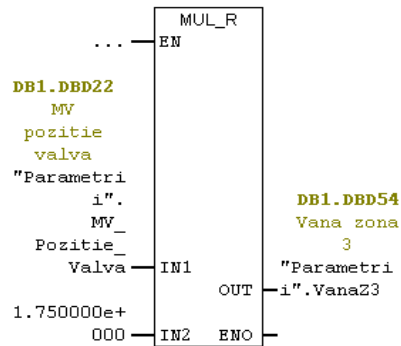 MUL_R
... EN
DB1.DBD22
MV
pozitie
valva
"Parametri
i".
MV_
Pozitie_
Valva IN1
DB1.DBD54
Vana zona
3
"Parametri
OUT i".VanaZ3
1.750000e+
000 IN2 ENO